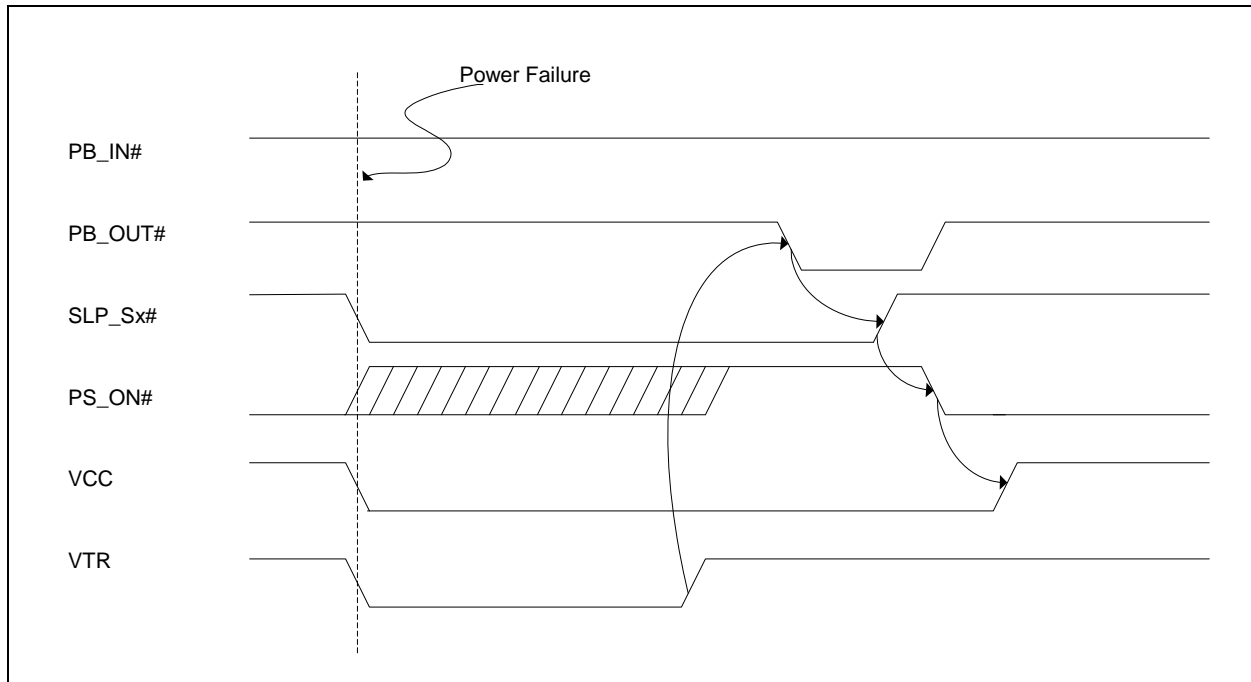 Power Failure
PB_IN#
PB_OUT#
SLP_Sx#
PS_ON#
VCC
VTR